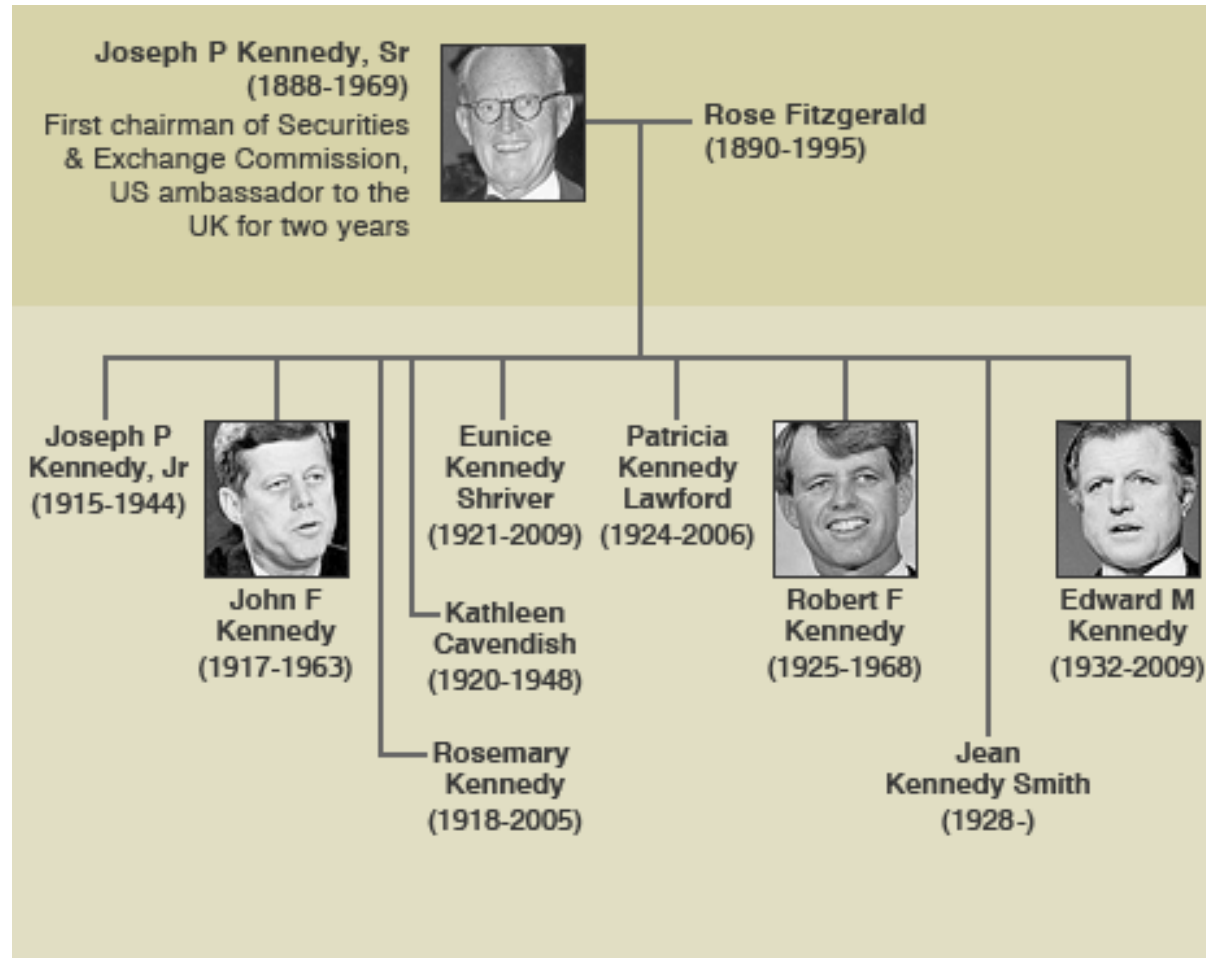 Joseph P Kennedy, Sr
(1888-1969)
First chairman of Securities
& Exchange Commission,
US ambassador to the
UK for two years
Rose Fitzgerald
(1890-1995)
Joseph P
Kennedy, Jr
(1915-1944)
John F
Kennedy
(1917-1963)
Rosemary
Kennedy
(1918-2005)
Kathleen
Cavendish
(1920-1948)
Eunice
Kennedy
Shriver
(1921-2009)
Patricia
Kennedy
Lawford
(1924-2006)
Robert F
Kennedy
(1925-1968)
Jean
Kennedy Smith
(1928-)
Edward M
Kennedy
(1932-2009)